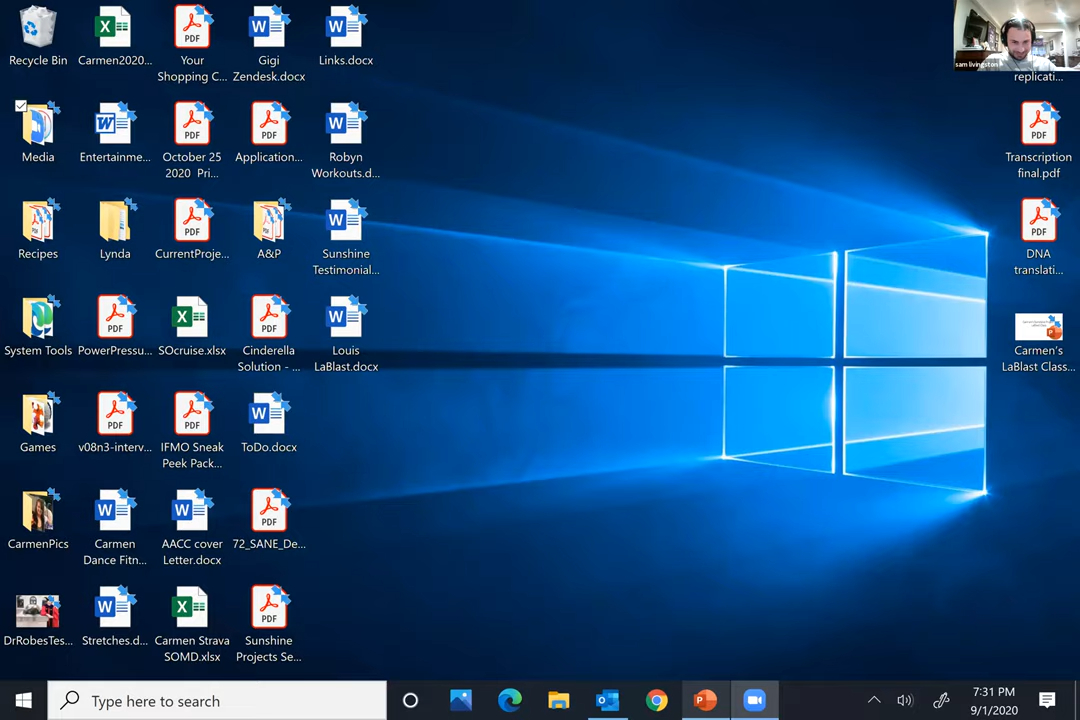 Recycle Bin
Carmen2020...
Your
Shopping C...
Gigi
Zendesk.docx
Links.docx
sam livingston
replicati...
Media
Entertainme...
October 25
2020 Pri...
Application...
Robyn
Workouts.d...
Transcription
final.pdf
Recipes
Lynda
CurrentProje...
A&P
Sunshine
Testimonial...
DNA
translati...
System Tools
PowerPressu...
SOcruise.xlsx
Cinderella
Solution - ...
Louis
LaBlast.docx
Carmen's
LaBlast Class...
Games
v08n3-interv...
IFMO Sneak
Peek Pack...
ToDo.docx
CarmenPics
Carmen
Dance Fitn...
AACC cover
Letter.docx
72_SANE_De...
DrRobesTes...
Stretches.d...
Carmen Strava
SOMD.xlsx
Sunshine
Projects Se...
Type here to search
7:31 PM
9/1/2020